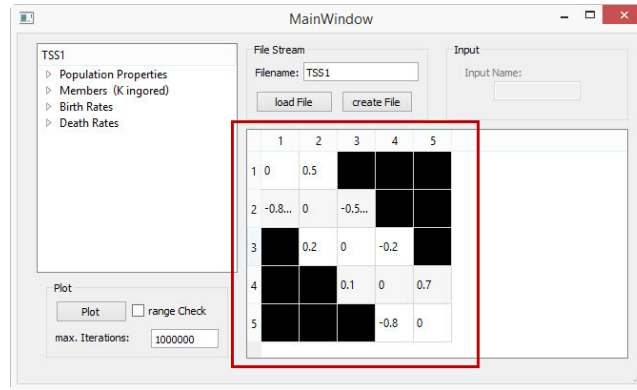 MainWindow
TSS1
Population Properties
Members (K ingored)
Birth Rates
Death Rates
File Stream
Filename: TSS1
load File create File
Input
Input Name:
1 2 3 4 5
1 0 0.5
2 -0.8... 0 -0.5...
3 0.2 0 -0.2
4 0.1 0 0.7
5 -0.8 0
Plot
Plot range Check
max. Iterations: 1000000